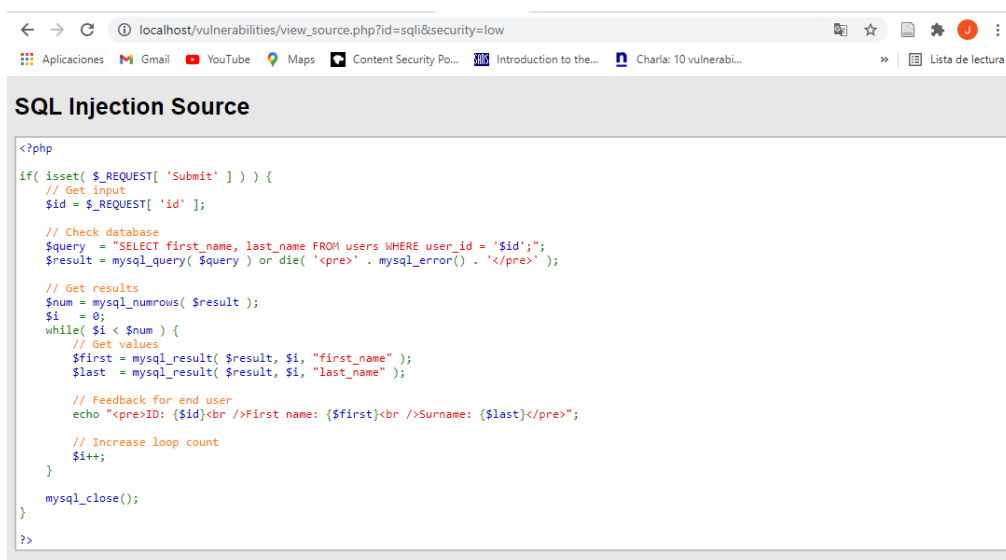 localhost/vulnerabilities/view_source.php?id=sqli&security=low
Aplicaciones Gmail YouTube Maps Content Security Po... SANS Introduction to the... Charla: 10 vulnerabi... » Lista de lectura
J
SQL Injection Source
<?php
if( isset( $_REQUEST[ 'Submit' ] ) ) {
// Get input
$id = $_REQUEST[ 'id' ];
// Check database
$query = "SELECT first_name, last_name FROM users WHERE user_id = '$id';";
$result = mysql_query( $query ) or die( '<pre>' . mysql_error() . '</pre>' );
// Get results
$num = mysql_numrows( $result );
$i = 0;
while( $i < $num ) {
// Get values
$first = mysql_result( $result, $i, "first_name" );
$last = mysql_result( $result, $i, "last_name" );
// Feedback for end user
echo "<pre>ID: {$id}<br />First name: {$first}<br />Surname: {$last}</pre>";
// Increase loop count
$i++;
}
mysql_close();
}
?>